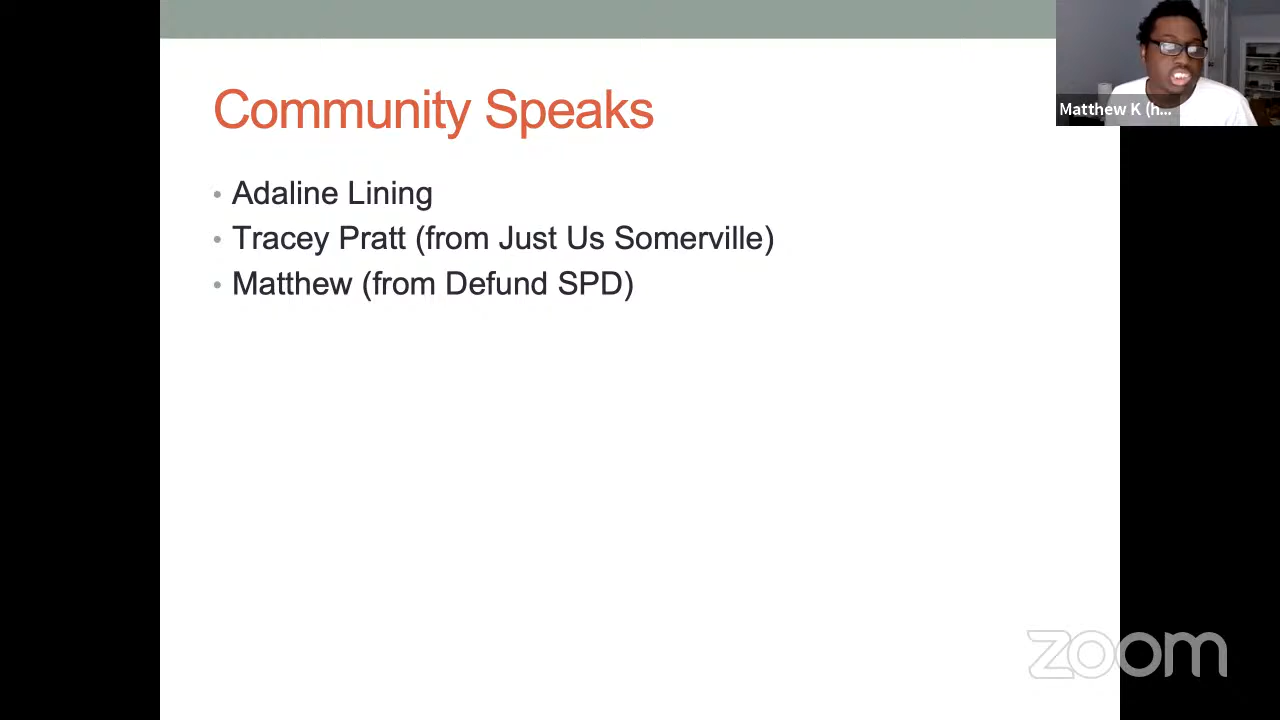 Community Speaks
Matthew K (h...
• Adaline Lining
• Tracey Pratt (from Just Us Somerville)
• Matthew (from Defund SPD)
zoom